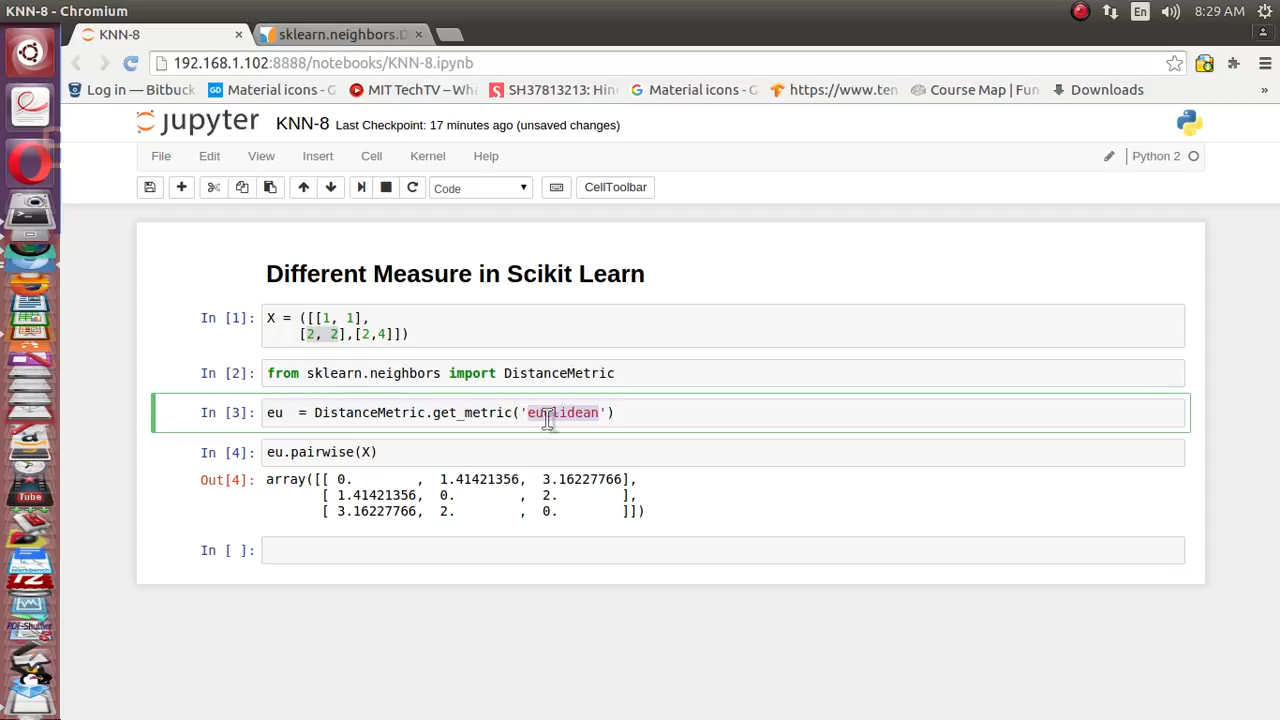 KNN-8 - Chromium
En
8:29 AM
KNN-8
sklearn.neighbors.D
192.168.1.102:8888/notebooks/KNN-8.ipynb
Log in — Bitbuck
Material icons - G
MIT TechTV – Wha
SH37813213: Hin
Material icons - G
https://www.ten
Course Map | Fun
Downloads
»
jupyter
KNN-8 Last Checkpoint: 17 minutes ago (unsaved changes)
File Edit View Insert Cell Kernel Help
Python 2
Code
CellToolbar
Different Measure in Scikit Learn
In [1]: X = ([[1, 1],
[2, 2],[2,4]])
In [2]: from sklearn.neighbors import DistanceMetric
In [3]: eu = DistanceMetric.get_metric('euclidean')
In [4]: eu.pairwise(X)
Out[4]: array([[ 0. , 1.41421356, 3.16227766],
[ 1.41421356, 0. , 2. ],
[ 3.16227766, 2. , 0. ]])
In [ ]:
Tube
Workbench
PDF-Shuffler